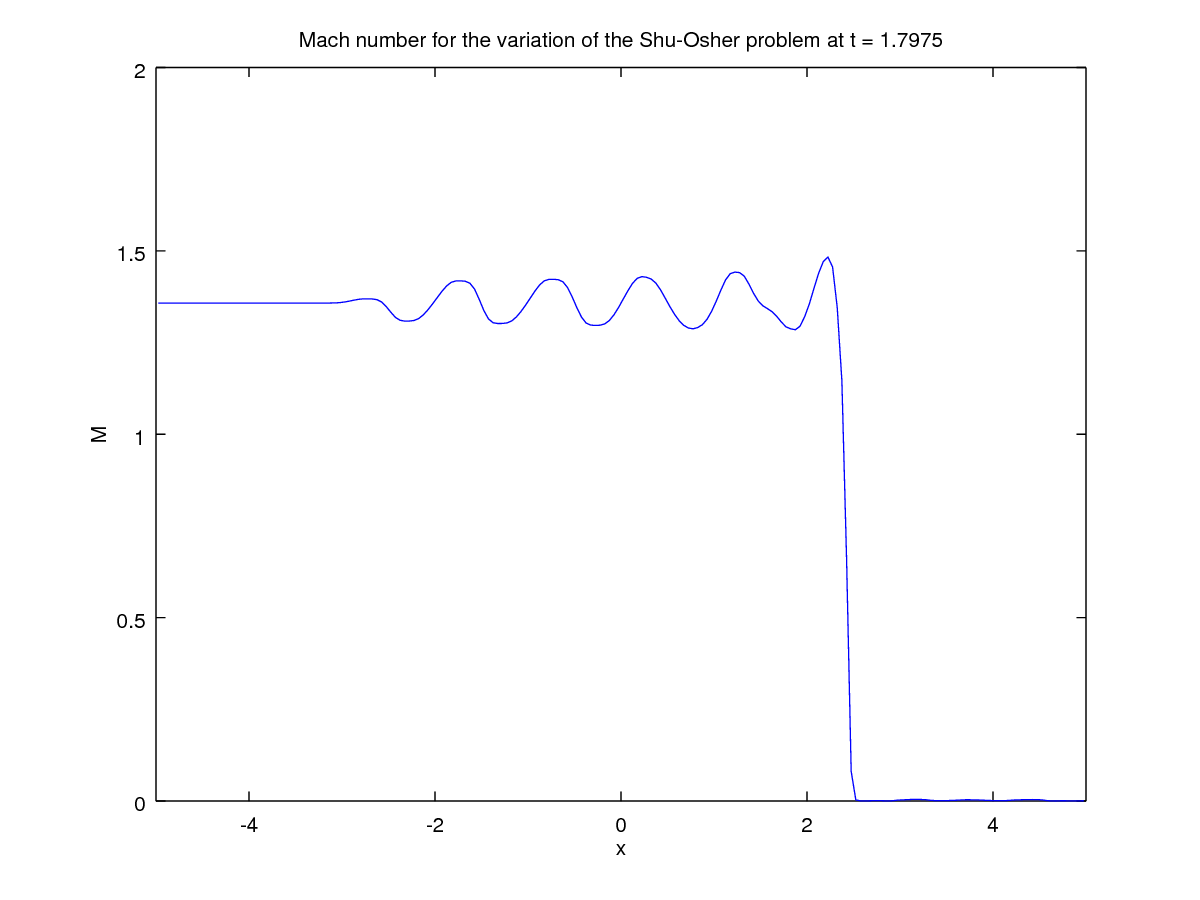 Mach number for the variation of the Shu-Osher problem at t = 1.7975
2
1.5
1
0.5
0
M
-4 -2 0 2 4
x